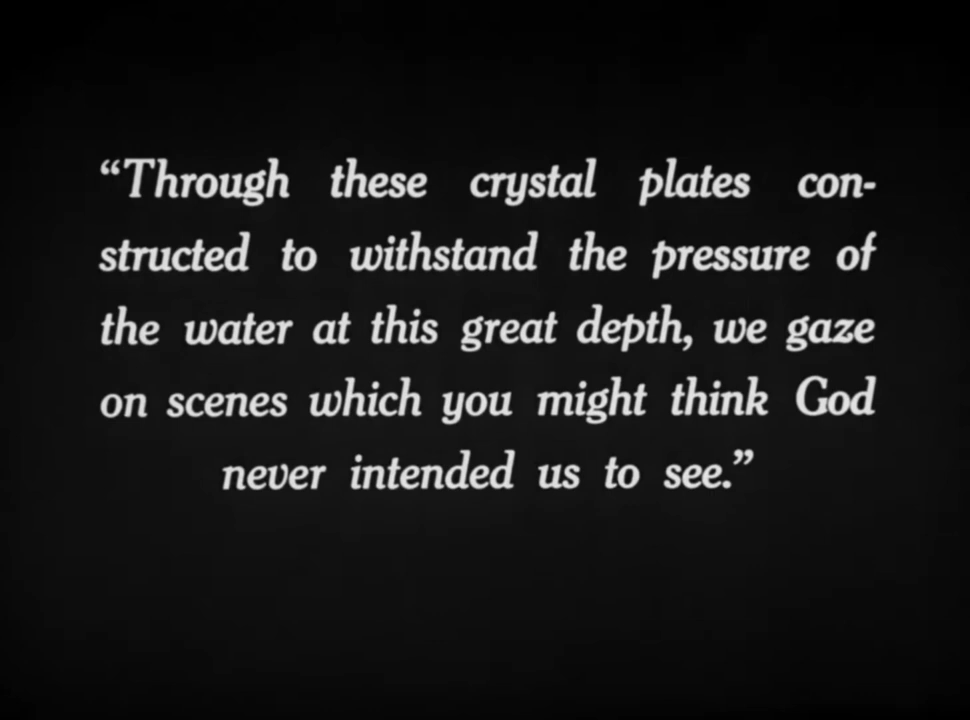 “Through these crystal plates con-
structed to withstand the pressure of
the water at this great depth, we gaze
on scenes which you might think God
never intended us to see.”